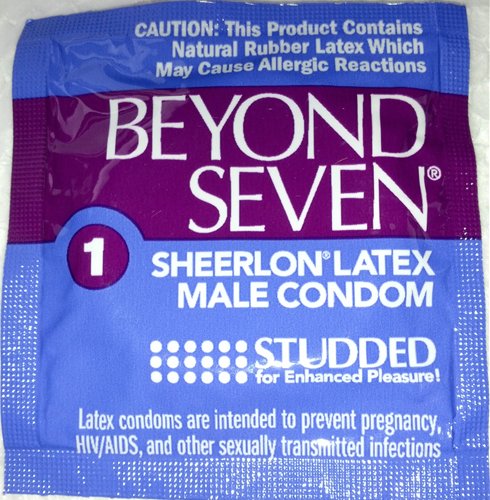 CAUTION: This Product Contains
Natural Rubber Latex Which
May Cause Allergic Reactions
BEYOND
SEVEN®
1
SHEERLON® LATEX
MALE CONDOM
STUDDED
for Enhanced Pleasure!
Latex condoms are intended to prevent pregnancy,
HIV/AIDS, and other sexually transmitted infections